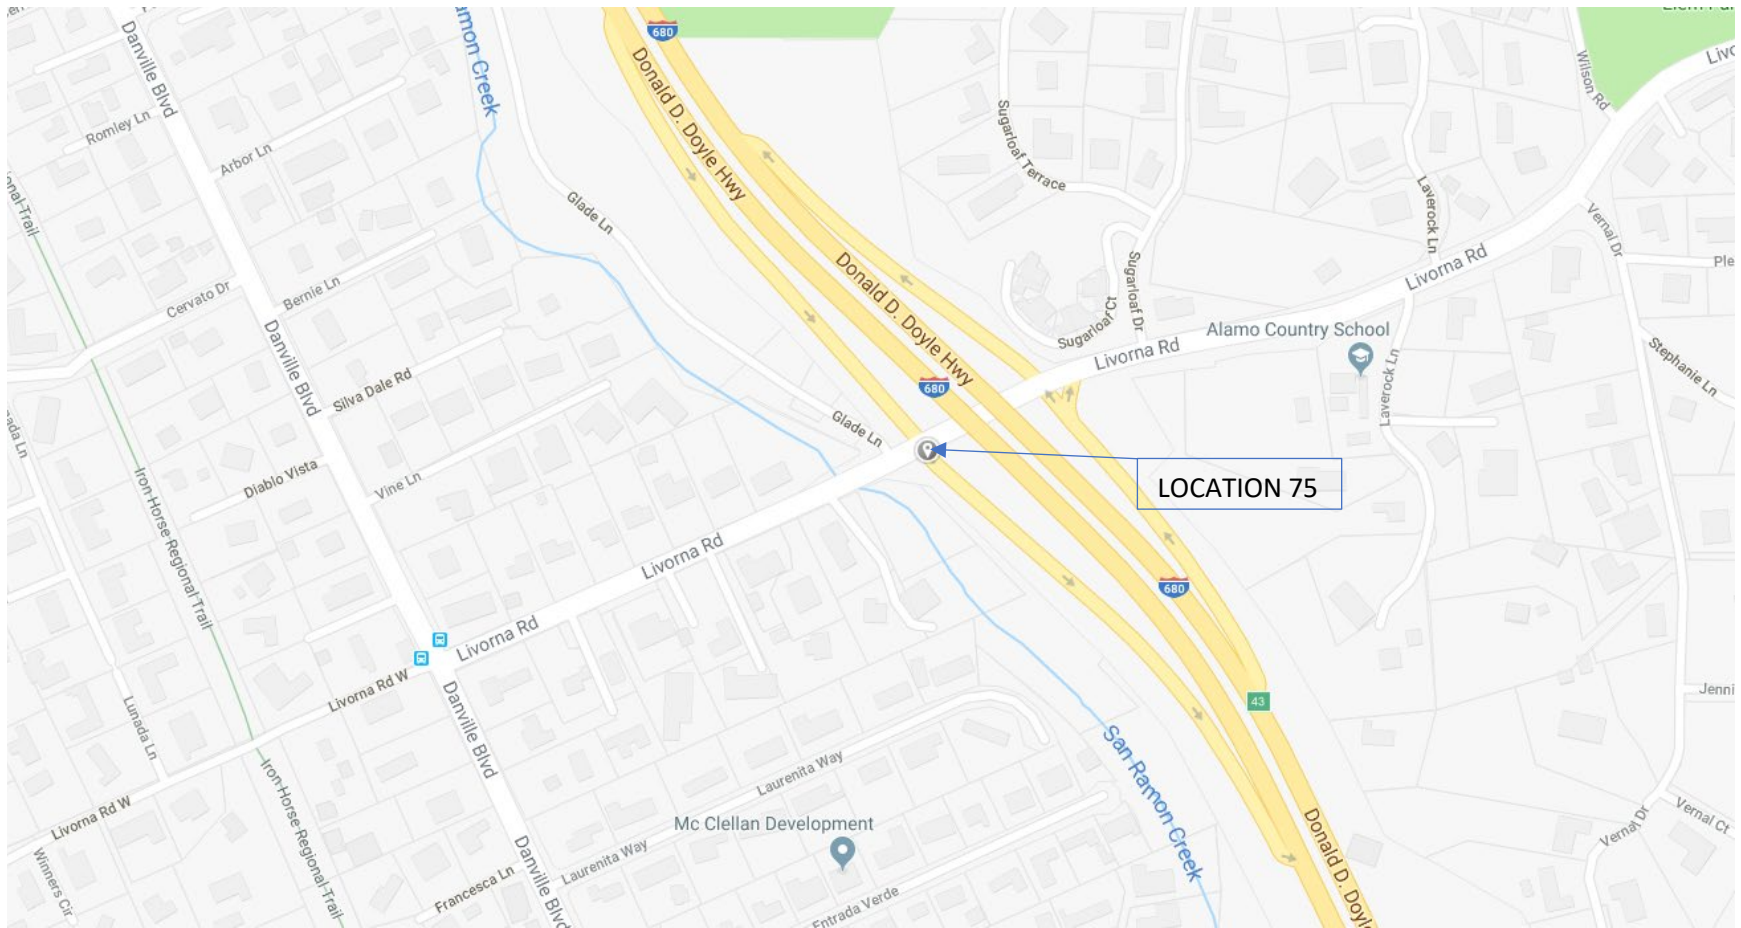 Danville Blvd
amon Creek
680
Donald D. Doyle Hwy
Wilson Rd
Romley Ln
Arbor Ln
Sugarloaf Terrace
Glade Ln
Laverock Ln
Vernal Dr
onal Trail
Cervato Dr
Bernie Ln
Donald D. Doyle Hwy
Sugarloaf Dr
Livorna Rd
Ple
Sugarloaf Ct
Alamo Country School
Danville Blvd
Livorna Rd
Stephanie Ln
Silva Dale Rd
680
Laverock Ln
Glade Ln
Diablo Vista
Vine Ln
LOCATION 75
Iron Horse Regional Trail
Livorna Rd
680
Livorna Rd
Livorna Rd W
Lunada Ln
43
Jenni
Danville Blvd
San Ramon Creek
Laurenita Way
Iron Horse Regional Trail
Livorna Rd W
Mc Clellan Development
Vernal Dr
Vernal Ct
Donald D. Doyl
Winners Cir
Francesca Ln
Laurenita Way
Danville Blvd
Entrada Verde